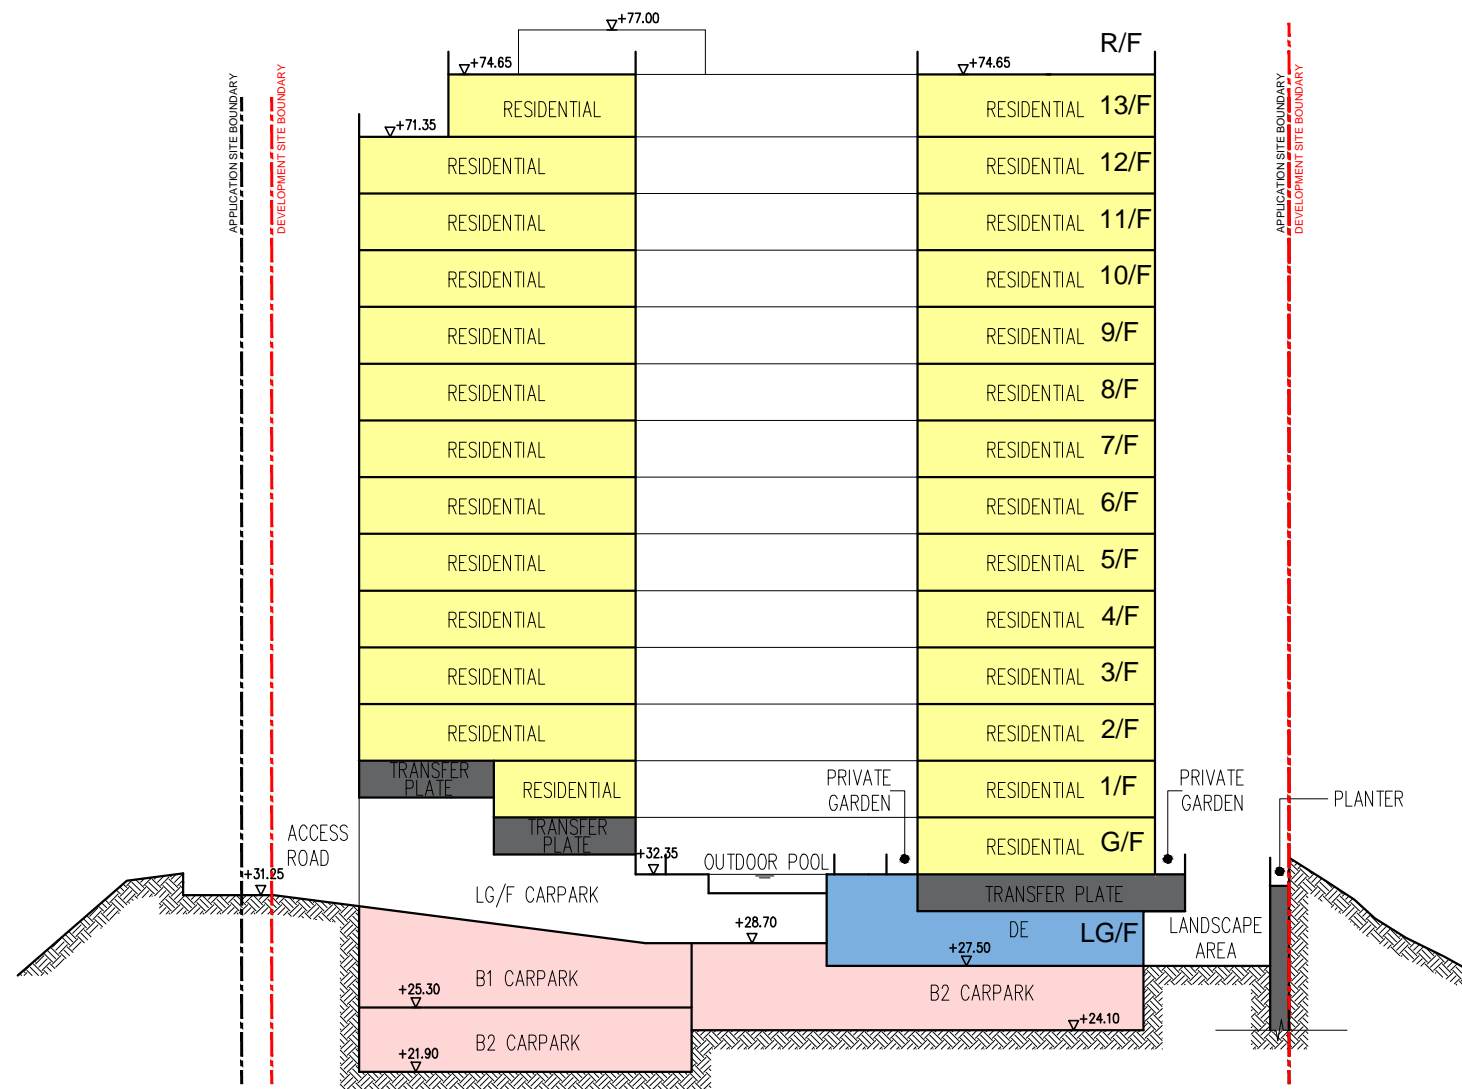 +77.00
R/F
+74.65
+74.65
APPLICATION SITE BOUNDARY
DEVELOPMENT SITE BOUNDARY
APPLICATION SITE BOUNDARY
DEVELOPMENT SITE BOUNDARY
RESIDENTIAL
RESIDENTIAL 13/F
+71.35
RESIDENTIAL
RESIDENTIAL 12/F
RESIDENTIAL
RESIDENTIAL 11/F
RESIDENTIAL
RESIDENTIAL 10/F
RESIDENTIAL
RESIDENTIAL 9/F
RESIDENTIAL
RESIDENTIAL 8/F
RESIDENTIAL
RESIDENTIAL 7/F
RESIDENTIAL
RESIDENTIAL 6/F
RESIDENTIAL
RESIDENTIAL 5/F
RESIDENTIAL
RESIDENTIAL 4/F
RESIDENTIAL
RESIDENTIAL 3/F
RESIDENTIAL
RESIDENTIAL 2/F
TRANSFER
PLATE
RESIDENTIAL
PRIVATE
GARDEN
RESIDENTIAL 1/F
PRIVATE
GARDEN
PLANTER
ACCESS
ROAD
TRANSFER
PLATE
RESIDENTIAL G/F
+32.35
OUTDOOR POOL
+31.25
LG/F CARPARK
TRANSFER PLATE
+28.70
DE
LG/F
LANDSCAPE
AREA
+27.50
B1 CARPARK
B2 CARPARK
+25.30
+24.10
B2 CARPARK
+21.90